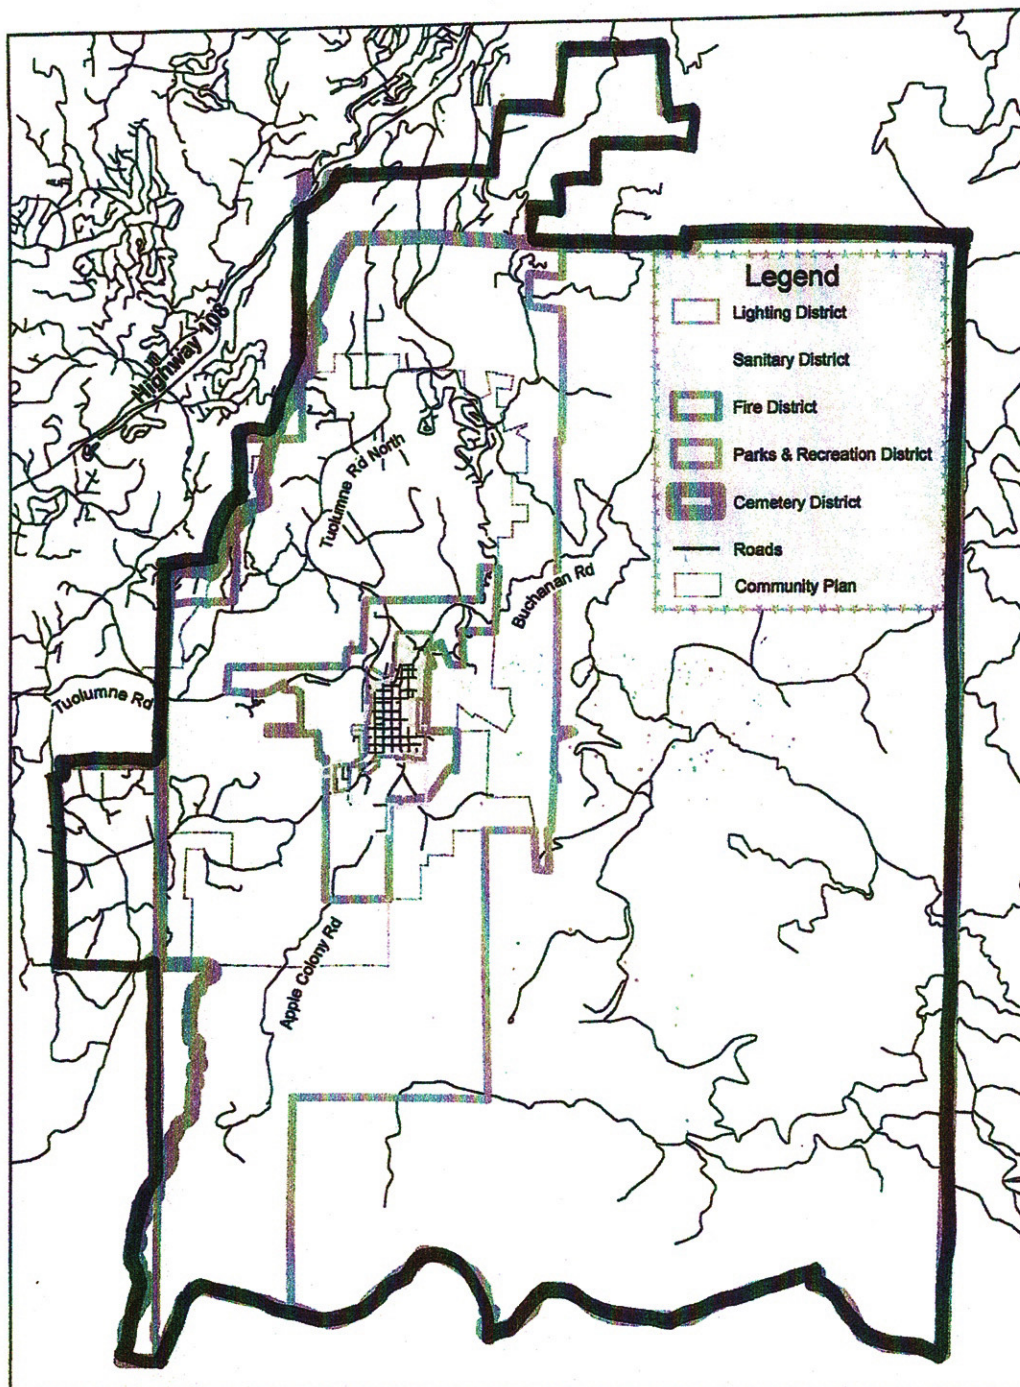 Legend
Lighting District
Sanitary District
Fire District
Parks & Recreation District
Cemetery District
Roads
Community Plan
Highway 108
Tuolumne Rd North
Buchanan Rd
Tuolumne Rd
Apple Colony Rd